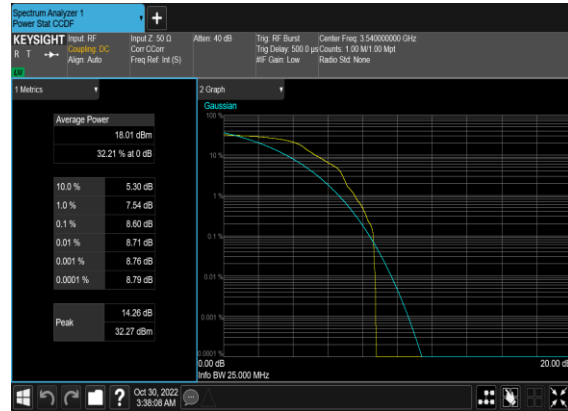 Spectrum Analyzer 1
Power Stat CCDF
+
KEYSIGHT
R T
LXI
Input: RF
Coupling: DC
Align: Auto
Input Z: 50 Ω
Corr CCorr
Freq Ref: Int (S)
Atten: 40 dB
Trig: RF Burst
Trig Delay: 500.0 µs
#IF Gain: Low
Center Freq: 3.540000000 GHz
Counts: 1.00 M/1.00 Mpt
Radio Std: None
1 Metrics
Average Power
18.01 dBm
32.21 % at 0 dB
10.0 % 5.30 dB
1.0 % 7.54 dB
0.1 % 8.60 dB
0.01 % 8.71 dB
0.001 % 8.76 dB
0.0001 % 8.79 dB
Peak
14.26 dB
32.27 dBm
2 Graph
Gaussian
100 %
10 %
1 %
0.1 %
0.01 %
0.001 %
0.0001 %
0.00 dB
20.00 dB
Info BW 25.000 MHz
?
Oct 30, 2022
3:38:08 AM